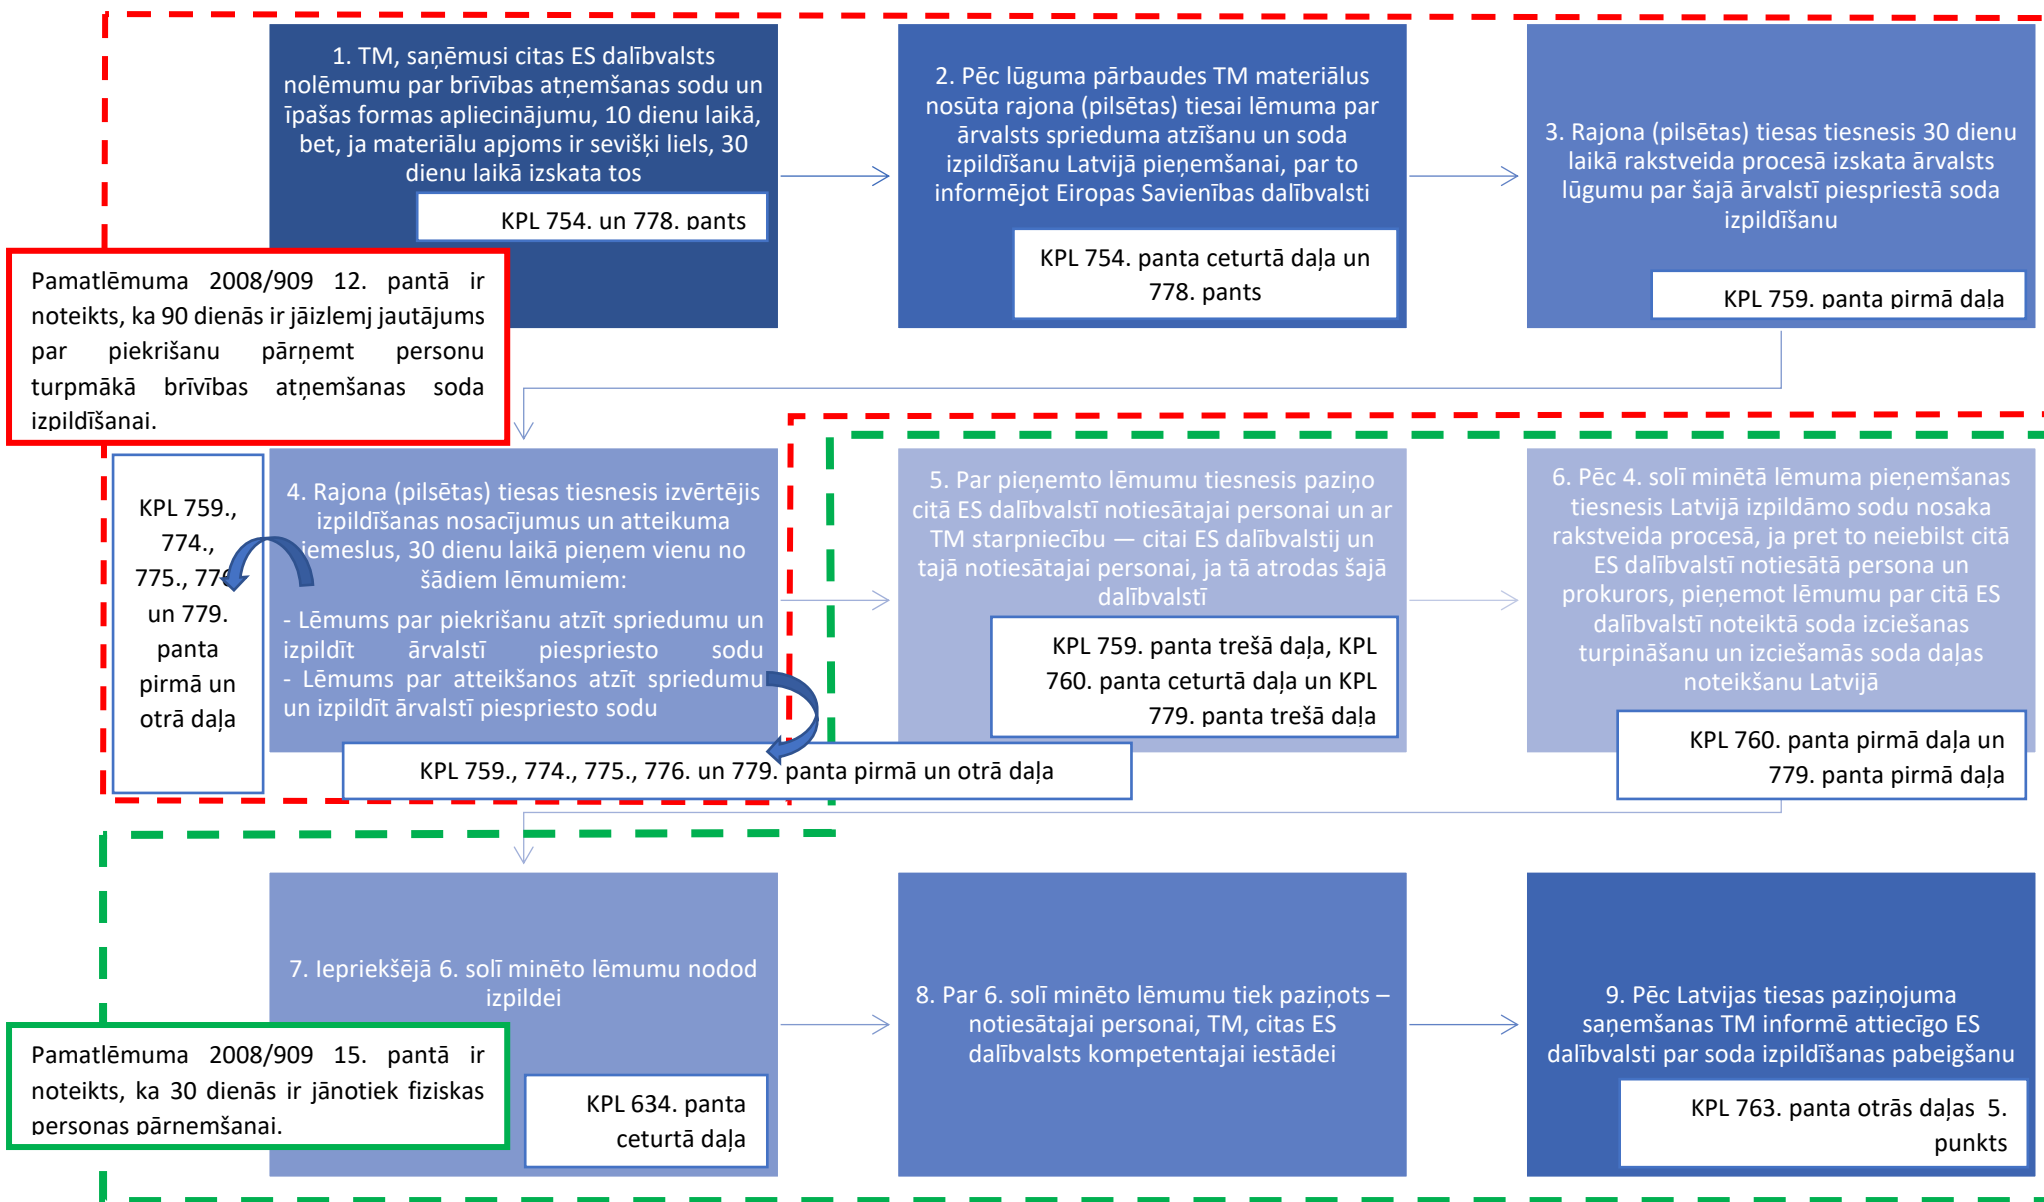 1. TM, saņēmusi citas ES dalībvalsts
nolēmumu par brīvības atņemšanas sodu un
īpašas formas apliecinājumu, 10 dienu laikā,
bet, ja materiālu apjoms ir sevišķi liels, 30
dienu laikā izskata tos
KPL 754. un 778. pants
2. Pēc lūguma pārbaudes TM materiālus
nosūta rajona (pilsētas) tiesai lēmuma par
ārvalsts sprieduma atzīšanu un soda
izpildīšanu Latvijā pieņemšanai, par to
informējot Eiropas Savienības dalībvalsti
KPL 754. panta ceturtā daļa un
778. pants
3. Rajona (pilsētas) tiesas tiesnesis 30 dienu
laikā rakstveida procesā izskata ārvalsts
lūgumu par šajā ārvalstī piespriestā soda
izpildīšanu
KPL 759. panta pirmā daļa
Pamatlēmuma 2008/909 12. pantā ir
noteikts, ka 90 dienās ir jāizlemj jautājums
par piekrišanu pārņemt personu
turpmākā brīvības atņemšanas soda
izpildīšanai.
KPL 759.,
774.,
775., 776
un 779.
panta
pirmā un
otrā daļa
4. Rajona (pilsētas) tiesas tiesnesis izvērtējis
izpildīšanas nosacījumus un atteikuma
iemeslus, 30 dienu laikā pieņem vienu no
šādiem lēmumiem:
- Lēmums par piekrišanu atzīt spriedumu un
izpildīt ārvalstī piespriesto sodu
- Lēmums par atteikšanos atzīt spriedumu
un izpildīt ārvalstī piespriesto sodu
KPL 759., 774., 775., 776. un 779. panta pirmā un otrā daļa
5. Par pieņemto lēmumu tiesnesis paziņo
citā ES dalībvalstī notiesātajai personai un ar
TM starpniecību — citai ES dalībvalstij un
tajā notiesātajai personai, ja tā atrodas šajā
dalībvalstī
KPL 759. panta trešā daļa, KPL
760. panta ceturtā daļa un KPL
779. panta trešā daļa
6. Pēc 4. solī minētā lēmuma pieņemšanas
tiesnesis Latvijā izpildāmo sodu nosaka
rakstveida procesā, ja pret to neiebilst citā
ES dalībvalstī notiesātā persona un
prokurors, pieņemot lēmumu par citā ES
dalībvalstī noteiktā soda izciešanas
turpināšanu un izciešamās soda daļas
noteikšanu Latvijā
KPL 760. panta pirmā daļa un
779. panta pirmā daļa
7. Iepriekšējā 6. solī minēto lēmumu nodod
izpildei
KPL 634. panta
ceturtā daļa
Pamatlēmuma 2008/909 15. pantā ir
noteikts, ka 30 dienās ir jānotiek fiziskas
personas pārņemšanai.
8. Par 6. solī minēto lēmumu tiek paziņots –
notiesātajai personai, TM, citas ES
dalībvalsts kompetentajai iestādei
9. Pēc Latvijas tiesas paziņojuma
saņemšanas TM informē attiecīgo ES
dalībvalsti par soda izpildīšanas pabeigšanu
KPL 763. panta otrās daļas 5.
punkts